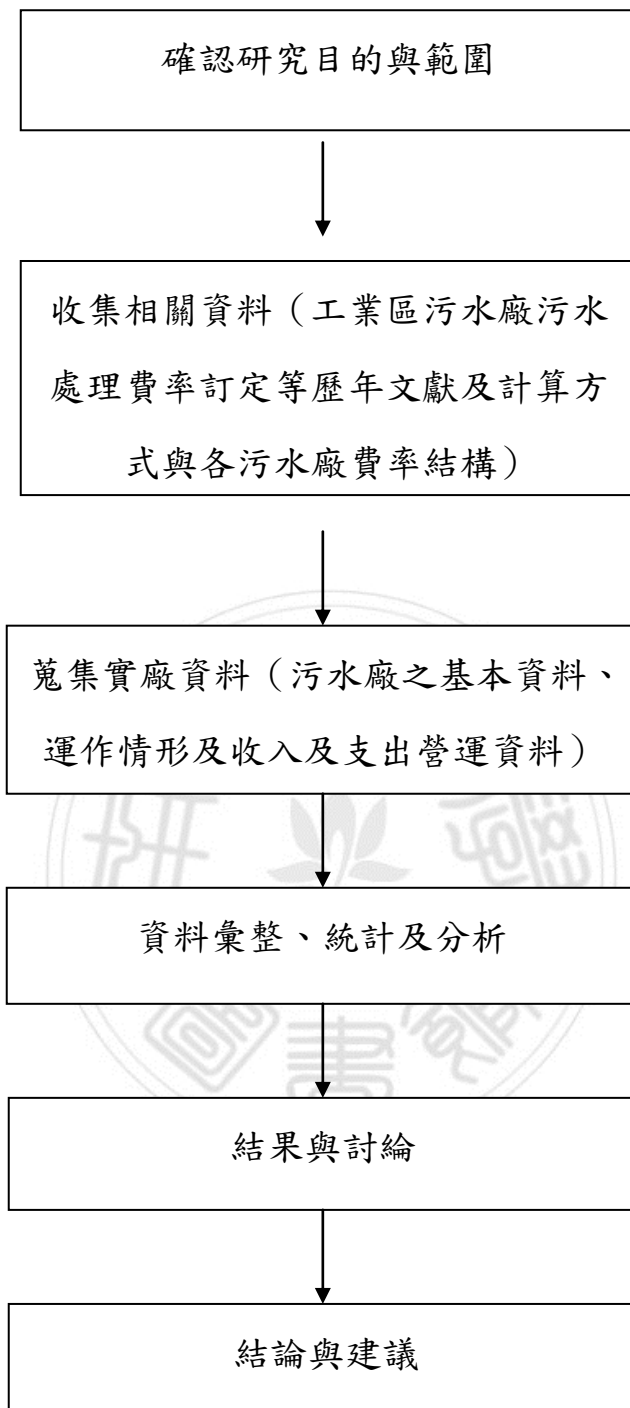 確認研究目的與範圍
收集相關資料（工業區污水廠污水
處理費率訂定等歷年文獻及計算方
式與各污水廠費率結構）
蒐集實廠資料（污水廠之基本資料、
運作情形及收入及支出營運資料）
資料彙整、統計及分析
結果與討論
結論與建議